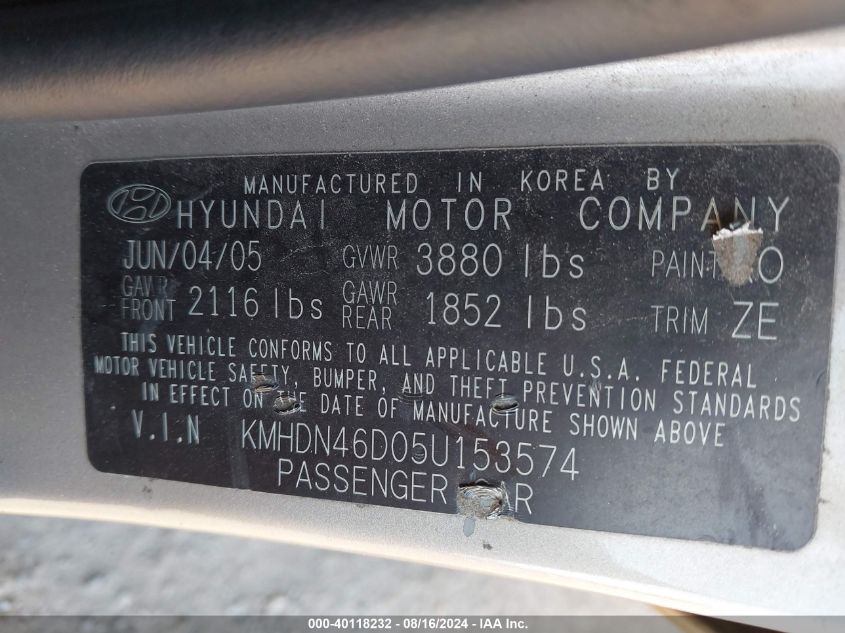 MANUFACTURED IN KOREA BY
HYUNDAI MOTOR COMPANY
JUN/04/05 GVWR 3880 lbs PAINT
GAWR FRONT 2116 lbs GAWR REAR 1852 lbs TRIM ZE
THIS VEHICLE CONFORMS TO ALL APPLICABLE U.S.A. FEDERAL
MOTOR VEHICLE SAFETY, BUMPER, AND THEFT PREVENTION STANDARDS
IN EFFECT ON THE DATE OF MANUFACTURE SHOWN ABOVE
V.I.N KMHDN46D05U153574
PASSENGER CAR
000-40118232 - 08/16/2024 - IAA Inc.